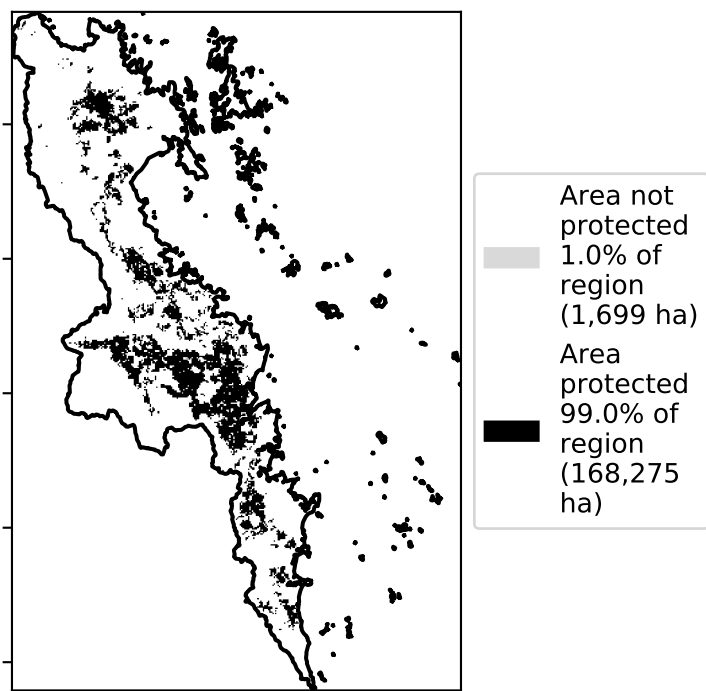 Area not
protected
1.0% of
region
(1,699 ha)
Area
protected
99.0% of
region
(168,275
ha)